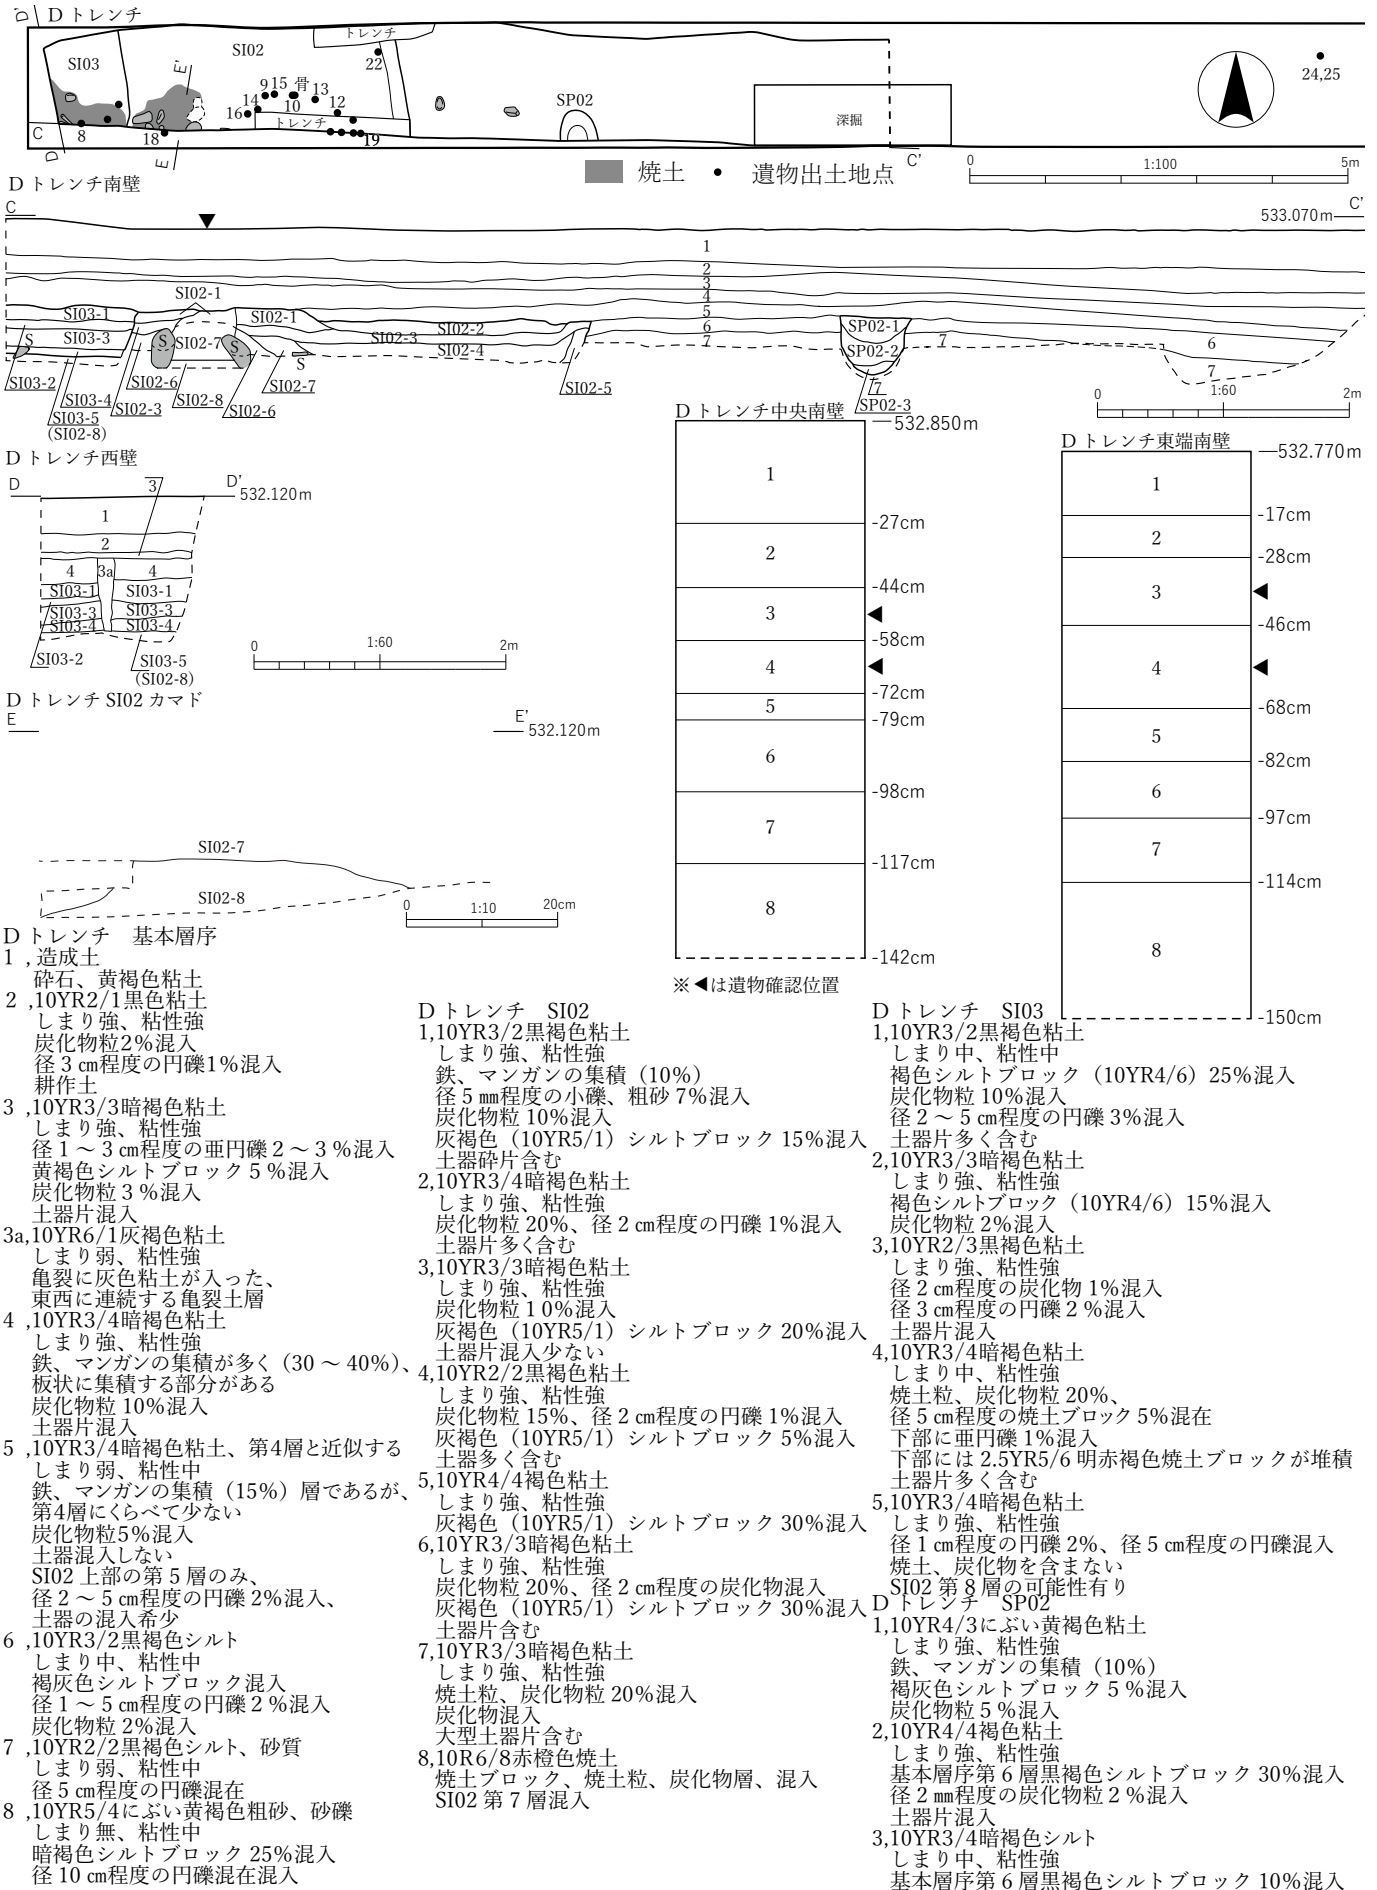 D トレンチ
D'
SI03
SI02
トレンチ
22
E'
9 15 骨 13
14
16
10
12
トレンチ
C
8
18
19
D
E
SP02
深掘
24,25
C'
焼土
遺物出土地点
0
1:100
5m
D トレンチ南壁
C
C'
533.070m
1
2
3
4
5
6
7
SI02-1
SI03-1
SI02-1
SI03-3
S
S
SI02-7
S
S
SI02-3
SI02-2
SI02-4
SP02-1
SP02-2
7
6
7
SI03-2
SI03-4
SI03-5
(SI02-8)
SI02-6
SI02-3
SI02-8
SI02-6
SI02-7
SI02-5
7
SP02-3
0
1:60
2m
D トレンチ西壁
D
D'
532.120m
3
1
2
4
3a
4
SI03-1
SI03-1
SI03-3
SI03-3
SI03-4
SI03-4
SI03-2
SI03-5
(SI02-8)
0
1:60
2m
D トレンチ SI02 カマド
E
E'
532.120m
SI02-7
SI02-8
0
1:10
20cm
D トレンチ中央南壁
532.850m
1
-27cm
2
-44cm
3
-58cm
4
-72cm
5
-79cm
6
-98cm
7
-117cm
8
-142cm
※◀は遺物確認位置
D トレンチ東端南壁
532.770m
1
-17cm
2
-28cm
3
-46cm
4
-68cm
5
-82cm
6
-97cm
7
-114cm
8
-150cm
D トレンチ　基本層序
1 ,造成土
砕石、黄褐色粘土
2 ,10YR2/1黒色粘土
しまり強、粘性強
炭化物粒2%混入
径 3 ㎝程度の円礫1%混入
耕作土
3 ,10YR3/3暗褐色粘土
しまり強、粘性強
径 1 ～ 3 ㎝程度の亜円礫 2 ～ 3 %混入
黄褐色シルトブロック 5 %混入
炭化物粒 3 %混入
土器片混入
3a,10YR6/1灰褐色粘土
しまり弱、粘性強
亀裂に灰色粘土が入った、
東西に連続する亀裂土層
4 ,10YR3/4暗褐色粘土
しまり強、粘性強
鉄、マンガンの集積が多く（30 ～ 40%）、
板状に集積する部分がある
炭化物粒 10%混入
土器片混入
5 ,10YR3/4暗褐色粘土、第4層と近似する
しまり弱、粘性中
鉄、マンガンの集積（15%）層であるが、
第4層にくらべて少ない
炭化物粒5%混入
土器混入しない
SI02 上部の第 5 層のみ、
径 2 ～ 5 ㎝程度の円礫 2%混入、
土器の混入希少
6 ,10YR3/2黒褐色シルト
しまり中、粘性中
褐灰色シルトブロック混入
径 1 ～ 5 ㎝程度の円礫 2 %混入
炭化物粒 2%混入
7 ,10YR2/2黒褐色シルト、砂質
しまり弱、粘性中
径 5 ㎝程度の円礫混在
8 ,10YR5/4にぶい黄褐色粗砂、砂礫
しまり無、粘性中
暗褐色シルトブロック 25%混入
径 10 ㎝程度の円礫混在混入
D トレンチ　SI02
1,10YR3/2黒褐色粘土
しまり強、粘性強
鉄、マンガンの集積（10%）
径 5 ㎜程度の小礫、粗砂 7%混入
炭化物粒 10%混入
灰褐色（10YR5/1）シルトブロック 15%混入
土器砕片含む
2,10YR3/4暗褐色粘土
しまり強、粘性強
炭化物粒 20%、径 2 ㎝程度の円礫 1%混入
土器片多く含む
3,10YR3/3暗褐色粘土
しまり強、粘性強
炭化物粒 1 0%混入
灰褐色（10YR5/1）シルトブロック 20%混入
土器片混入少ない
4,10YR2/2黒褐色粘土
しまり強、粘性強
炭化物粒 15%、径 2 ㎝程度の円礫 1%混入
灰褐色（10YR5/1）シルトブロック 5%混入
土器多く含む
5,10YR4/4褐色粘土
しまり強、粘性強
灰褐色（10YR5/1）シルトブロック 30%混入
6,10YR3/3暗褐色粘土
しまり強、粘性強
炭化物粒 20%、径 2 ㎝程度の炭化物混入
灰褐色（10YR5/1）シルトブロック 30%混入
土器片含む
7,10YR3/3暗褐色粘土
しまり強、粘性強
焼土粒、炭化物粒 20%混入
炭化物混入
大型土器片含む
8,10R6/8赤橙色焼土
焼土ブロック、焼土粒、炭化物層、混入
SI02 第 7 層混入
D トレンチ　SI03
1,10YR3/2黒褐色粘土
しまり中、粘性中
褐色シルトブロック（10YR4/6）25%混入
炭化物粒 10%混入
径 2 ～ 5 ㎝程度の円礫 3%混入
土器片多く含む
2,10YR3/3暗褐色粘土
しまり強、粘性強
褐色シルトブロック（10YR4/6）15%混入
炭化物粒 2%混入
3,10YR2/3黒褐色粘土
しまり強、粘性強
径 2 ㎝程度の炭化物 1%混入
径 3 ㎝程度の円礫 2 %混入
土器片混入
4,10YR3/4暗褐色粘土
しまり中、粘性強
焼土粒、炭化物粒 20%、
径 5 ㎝程度の焼土ブロック 5%混在
下部に亜円礫 1%混入
下部には 2.5YR5/6 明赤褐色焼土ブロックが堆積
土器片多く含む
5,10YR3/4暗褐色粘土
しまり強、粘性強
径 1 ㎝程度の円礫 2%、径 5 ㎝程度の円礫混入
焼土、炭化物を含まない
SI02 第 8 層の可能性有り
D トレンチ　SP02
1,10YR4/3にぶい黄褐色粘土
しまり強、粘性強
鉄、マンガンの集積（10%）
褐灰色シルトブロック 5 %混入
炭化物粒 5 %混入
2,10YR4/4褐色粘土
しまり強、粘性強
基本層序第 6 層黒褐色シルトブロック 30%混入
径 2 ㎜程度の炭化物粒 2 %混入
土器片混入
3,10YR3/4暗褐色シルト
しまり中、粘性強
基本層序第 6 層黒褐色シルトブロック 10%混入